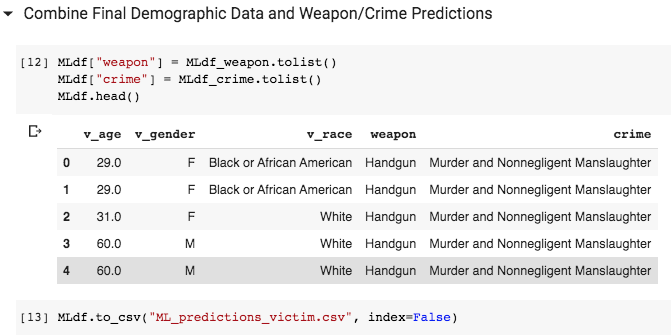 Combine Final Demographic Data and Weapon/Crime Predictions
[12] MLdf["weapon"] = MLdf_weapon.tolist()
MLdf["crime"] = MLdf_crime.tolist()
MLdf.head()
v_age v_gender v_race weapon crime
0 29.0 F Black or African American Handgun Murder and Nonnegligent Manslaughter
1 29.0 F Black or African American Handgun Murder and Nonnegligent Manslaughter
2 31.0 F White Handgun Murder and Nonnegligent Manslaughter
3 60.0 M White Handgun Murder and Nonnegligent Manslaughter
4 60.0 M White Handgun Murder and Nonnegligent Manslaughter
[13] MLdf.to_csv("ML_predictions_victim.csv", index=False)